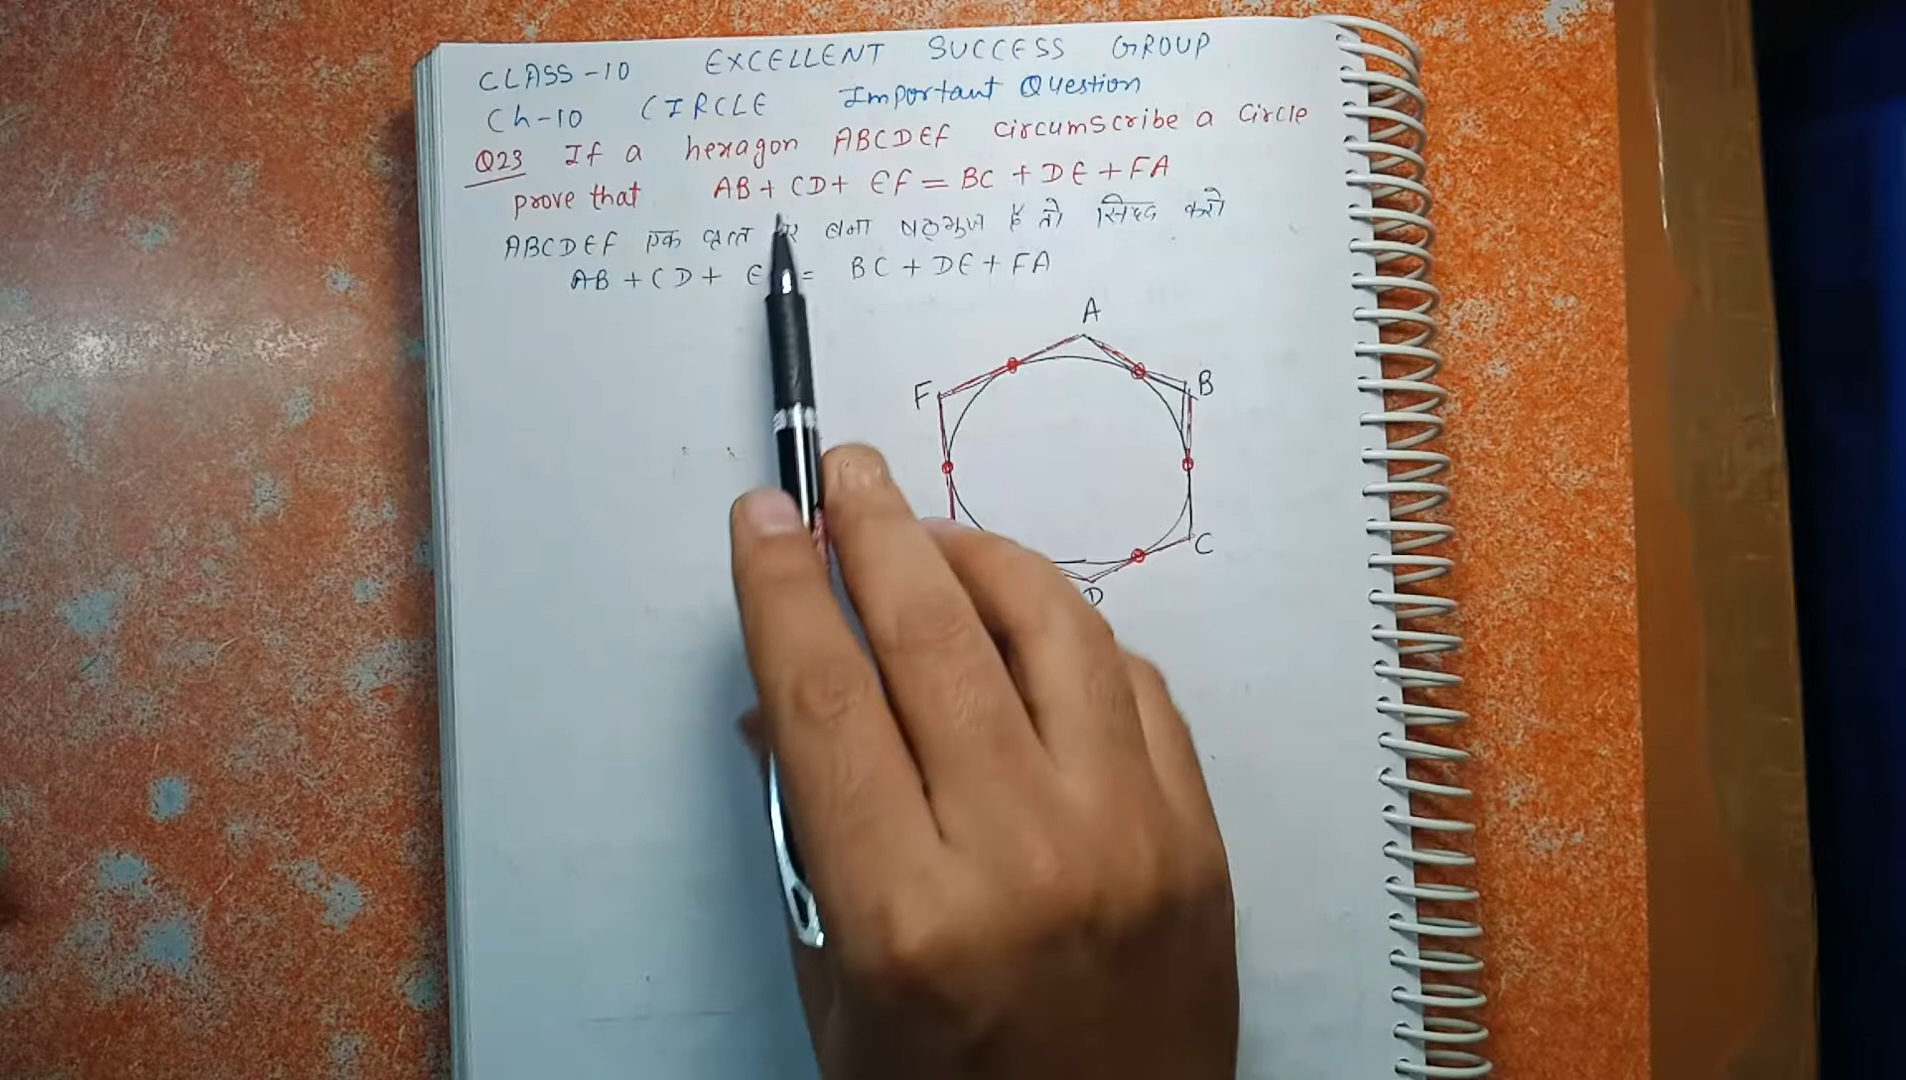 CLASS-10 EXCELLENT SUCCESS GROUP
Ch-10 CIRCLE Important Question
Q23 If a hexagon ABCDEF circumscribe a circle
prove that AB + CD + EF = BC + DE + FA
ABCDEF एक वृत्त बना षट्भुज है तो सिद्ध करो
AB + CD + E = BC + DE + FA
A
F B
C
D